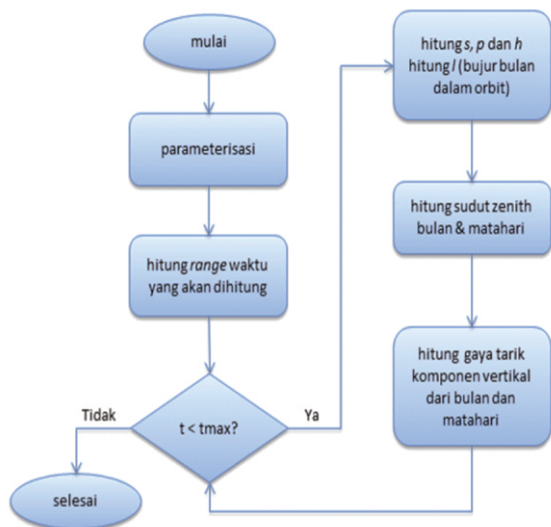 mulai
parameterisasi
hitung range waktu
yang akan dihitung
t < tmax?
Tidak
Ya
selesai
hitung s, p dan h
hitung l (bujur bulan
dalam orbit)
hitung sudut zenith
bulan & matahari
hitung gaya tarik
komponen vertikal
dari bulan dan
matahari